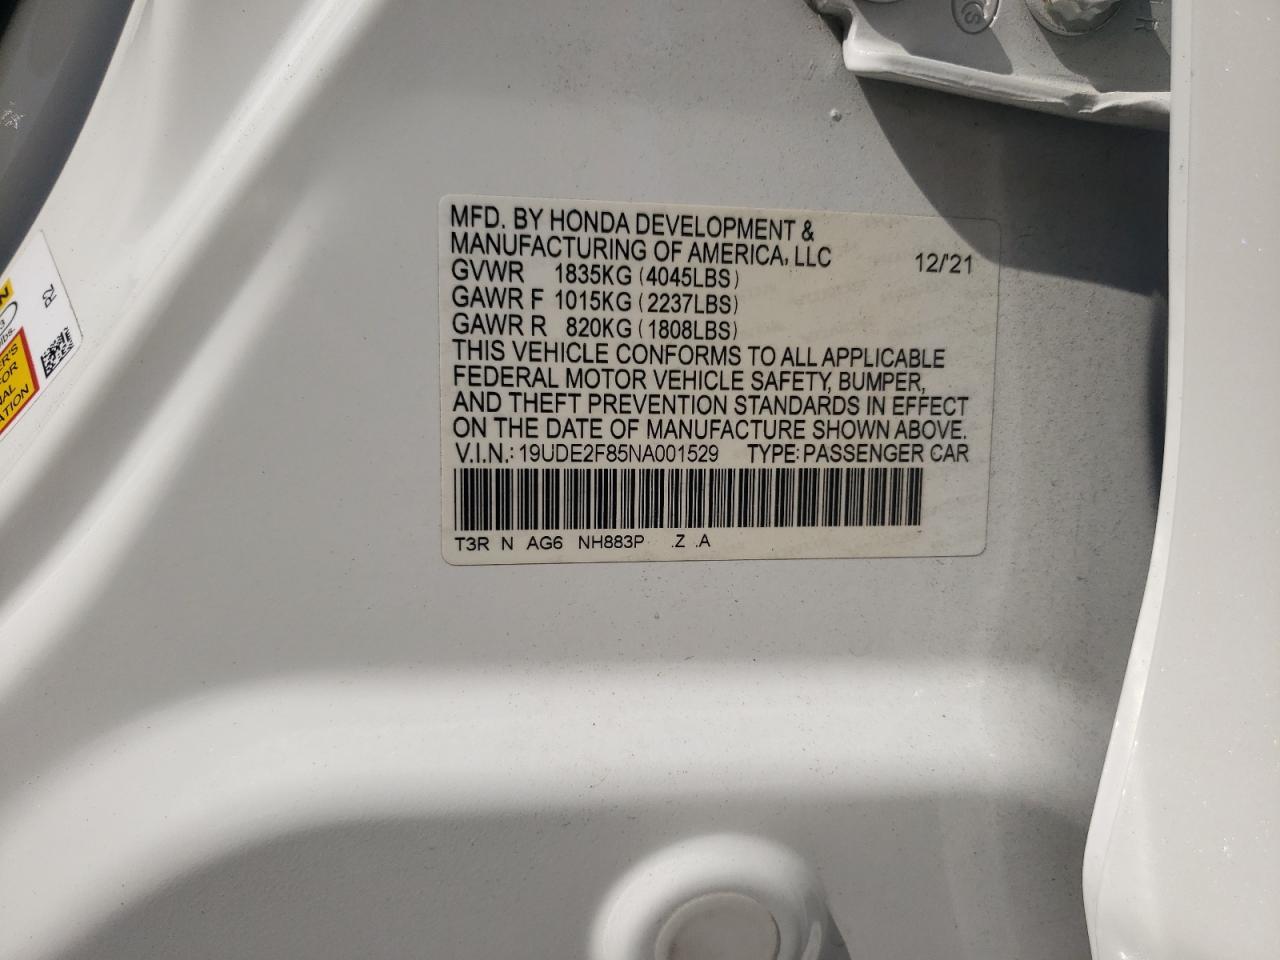 MFD. BY HONDA DEVELOPMENT &
MANUFACTURING OF AMERICA, LLC 12/'21
GVWR 1835KG (4045LBS)
GAWR F 1015KG (2237LBS)
GAWR R 820KG (1808LBS)
THIS VEHICLE CONFORMS TO ALL APPLICABLE
FEDERAL MOTOR VEHICLE SAFETY, BUMPER,
AND THEFT PREVENTION STANDARDS IN EFFECT
ON THE DATE OF MANUFACTURE SHOWN ABOVE.
V.I.N.: 19UDE2F85NA001529 TYPE: PASSENGER CAR
T3R N AG6 NH883P .Z .A